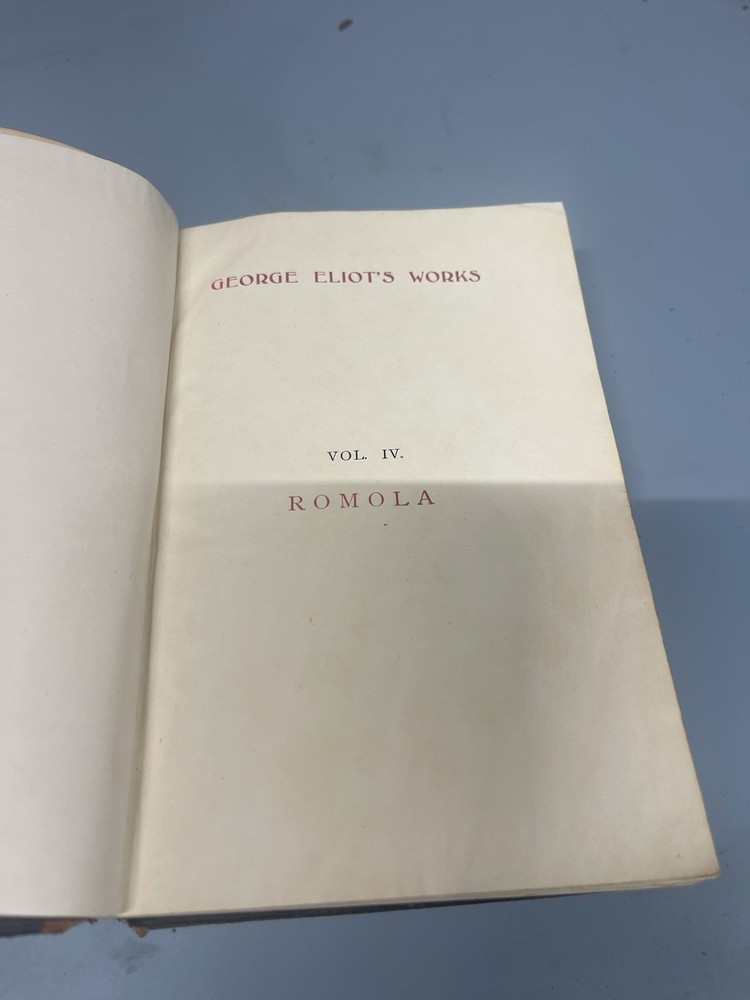 GEORGE ELIOT'S WORKS
VOL. IV.
ROMOLA